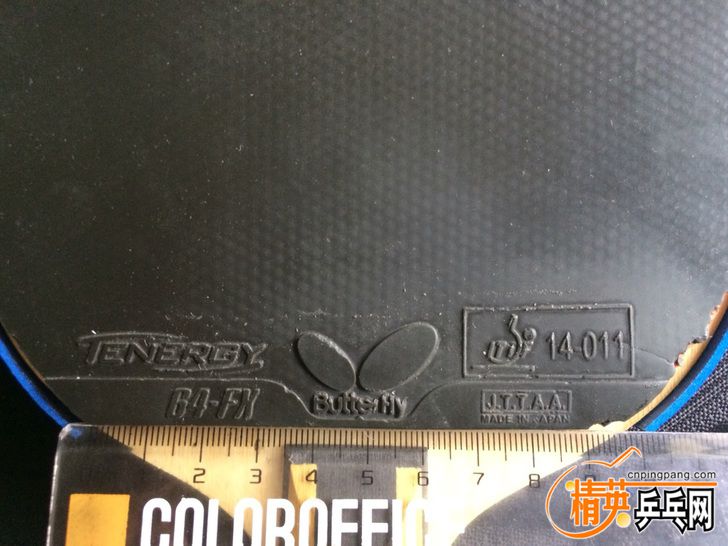 TENERGY
64-FX
Butterfly
ITTF 14-011
J.T.T.A.A.
MADE IN JAPAN
2 3 4 5 6 7 8
COLOROFFIC
cnpingpang.com
精英乒乓网